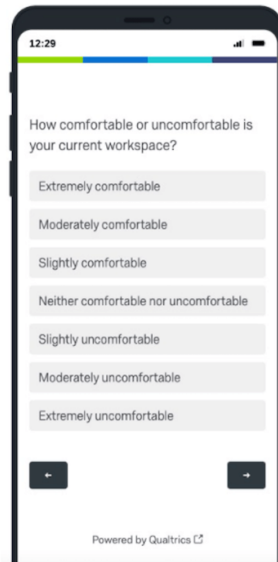 12:29
How comfortable or uncomfortable is
your current workspace?
Extremely comfortable
Moderately comfortable
Slightly comfortable
Neither comfortable nor uncomfortable
Slightly uncomfortable
Moderately uncomfortable
Extremely uncomfortable
Powered by Qualtrics